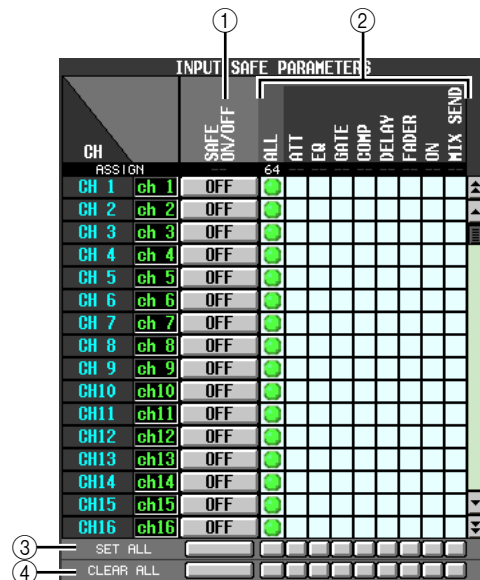 ① ②
INPUT SAFE PARAMETERS
CH SAFE ON/OFF ALL ATT EQ GATE COMP DELAY FADER ON MIX SEND
ASSIGN -- 64 -- -- -- -- -- -- -- --
CH 1 ch 1 OFF
CH 2 ch 2 OFF
CH 3 ch 3 OFF
CH 4 ch 4 OFF
CH 5 ch 5 OFF
CH 6 ch 6 OFF
CH 7 ch 7 OFF
CH 8 ch 8 OFF
CH 9 ch 9 OFF
CH10 ch10 OFF
CH11 ch11 OFF
CH12 ch12 OFF
CH13 ch13 OFF
CH14 ch14 OFF
CH15 ch15 OFF
CH16 ch16 OFF
③ SET ALL
④ CLEAR ALL